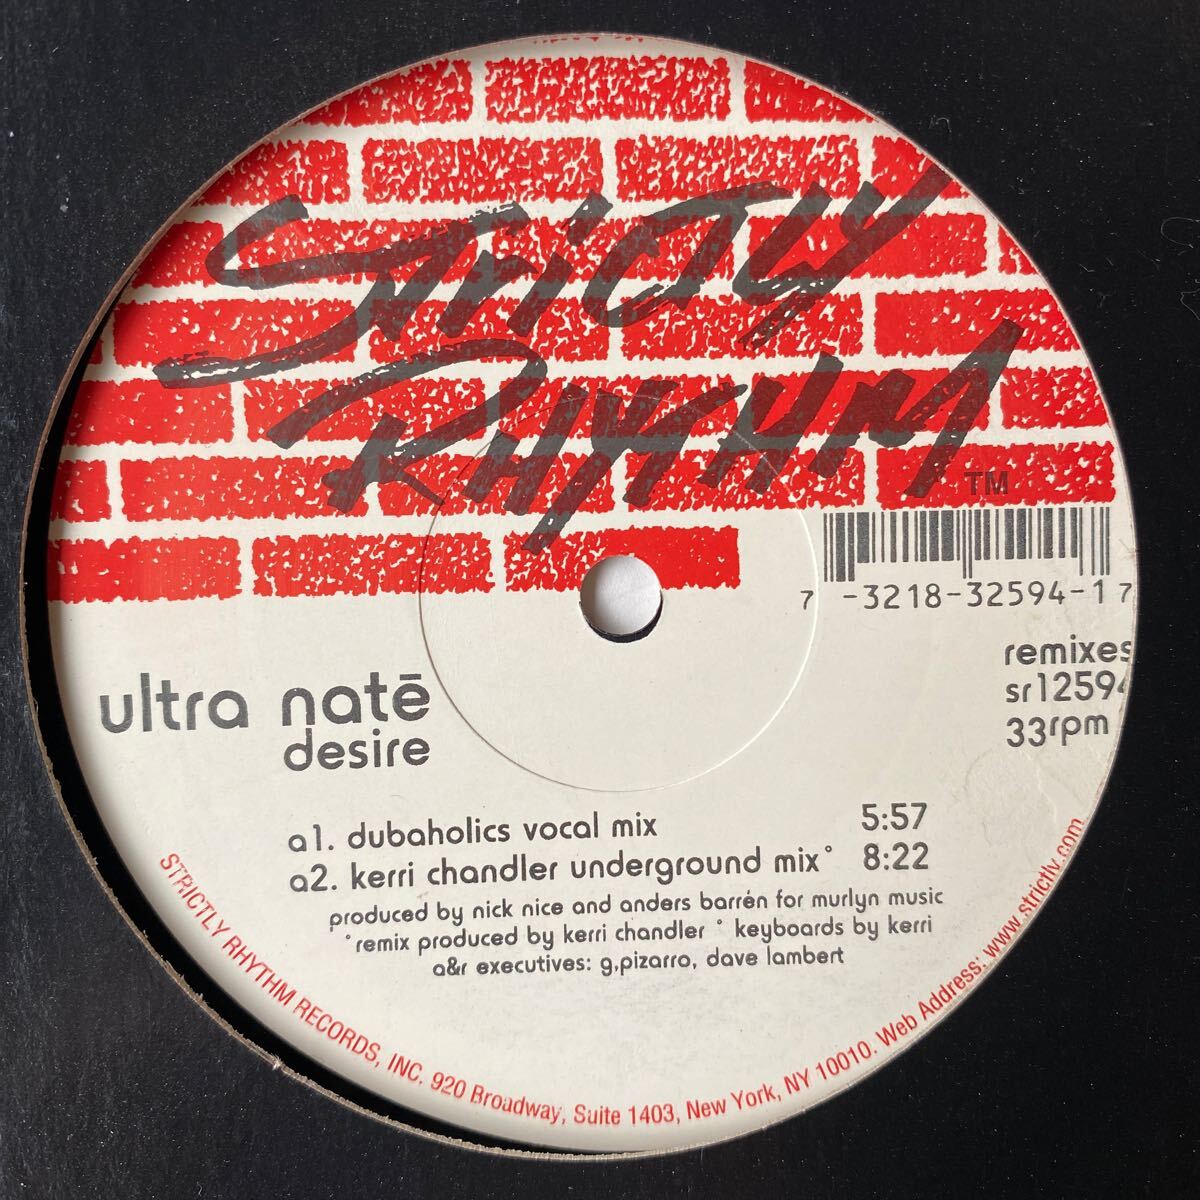 STRICTLY
RHYTHM
TM
7 -3218-32594-1 7
remixes
sr12594
33rpm
ultra natē
desire
a1. dubaholics vocal mix 5:57
a2. kerri chandler underground mix° 8:22
produced by nick nice and anders barrén for murlyn music
°remix produced by kerri chandler ° keyboards by kerri
a&r executives: g,pizarro, dave lambert
STRICTLY RHYTHM RECORDS, INC. 920 Broadway, Suite 1403, New York, NY 10010. Web Address: www.strictly.com